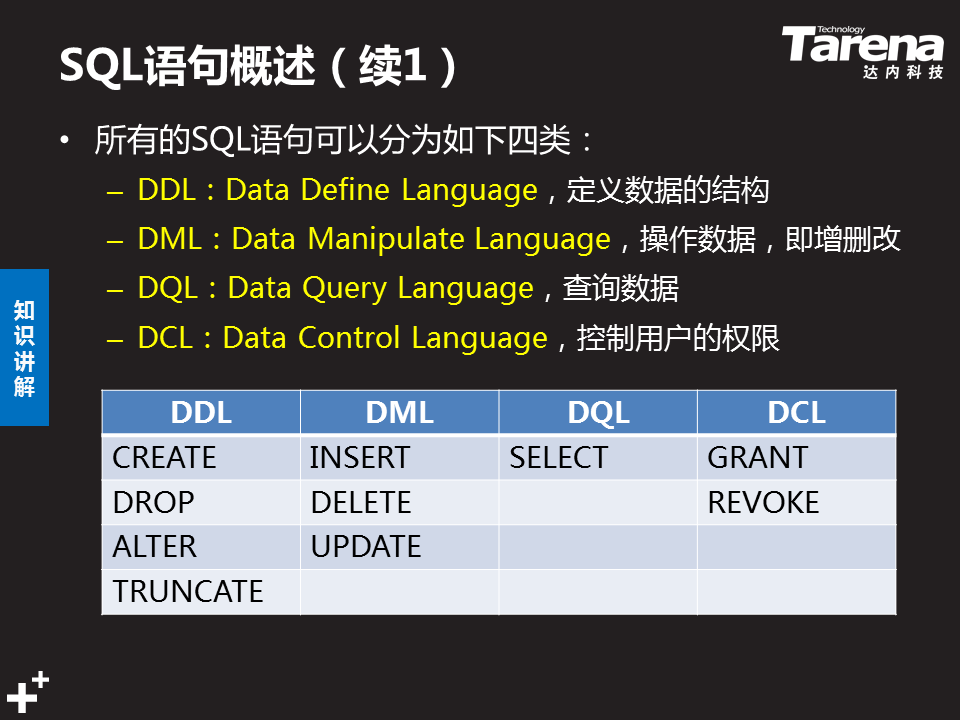 SQL语句概述（续1）
Technology
Tarena
达内科技
• 所有的SQL语句可以分为如下四类：
– DDL：Data Define Language，定义数据的结构
– DML：Data Manipulate Language，操作数据，即增删改
– DQL：Data Query Language，查询数据
– DCL：Data Control Language，控制用户的权限
知
识
讲
解
DDL DML DQL DCL
CREATE INSERT SELECT GRANT
DROP DELETE REVOKE
ALTER UPDATE
TRUNCATE